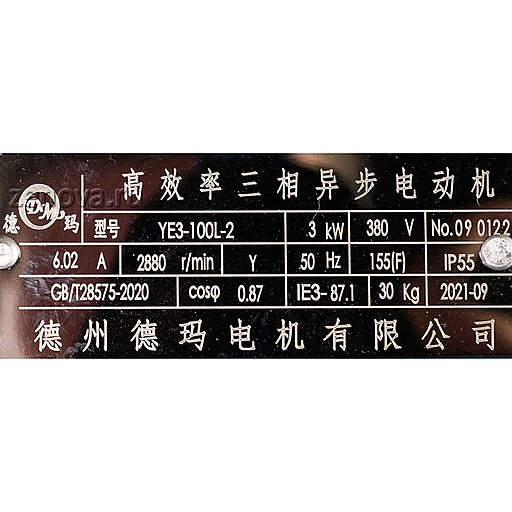 高效率三相异步电动机
DM
德 玛
型号 YE3-100L-2 3 kW 380 V No.09 0122
6.02 A 2880 r/min Y 50 Hz 155(F) IP55
GB/T28575-2020 cosφ 0.87 IE3-87.1 30 Kg 2021-09
德州德玛电机有限公司